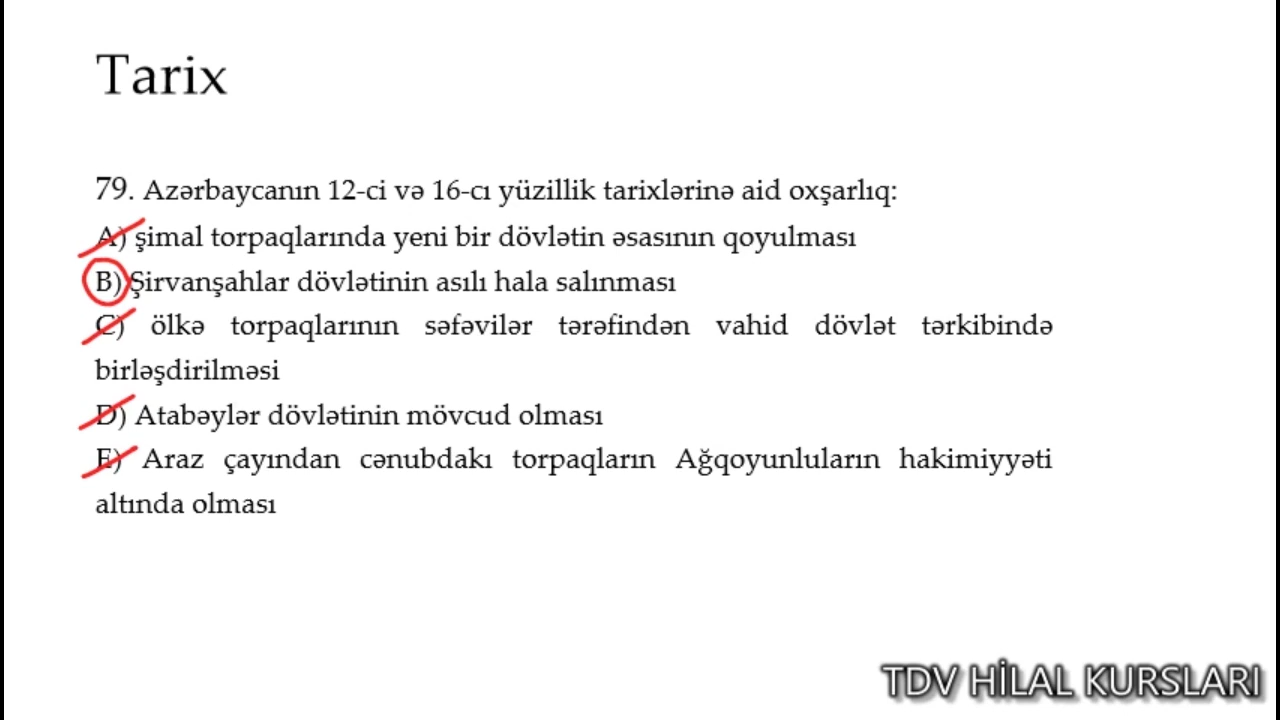 Tarix
79. Azərbaycanın 12-ci və 16-cı yüzillik tarixlərinə aid oxşarlıq:
A) şimal torpaqlarında yeni bir dövlətin əsasının qoyulması
B) Şirvanşahlar dövlətinin asılı hala salınması
C) ölkə torpaqlarının səfəvilər tərəfindən vahid dövlət tərkibində
birləşdirilməsi
D) Atabəylər dövlətinin mövcud olması
E) Araz çayından cənubdakı torpaqların Ağqoyunluların hakimiyyəti
altında olması
TDV HİLAL KURSLARI